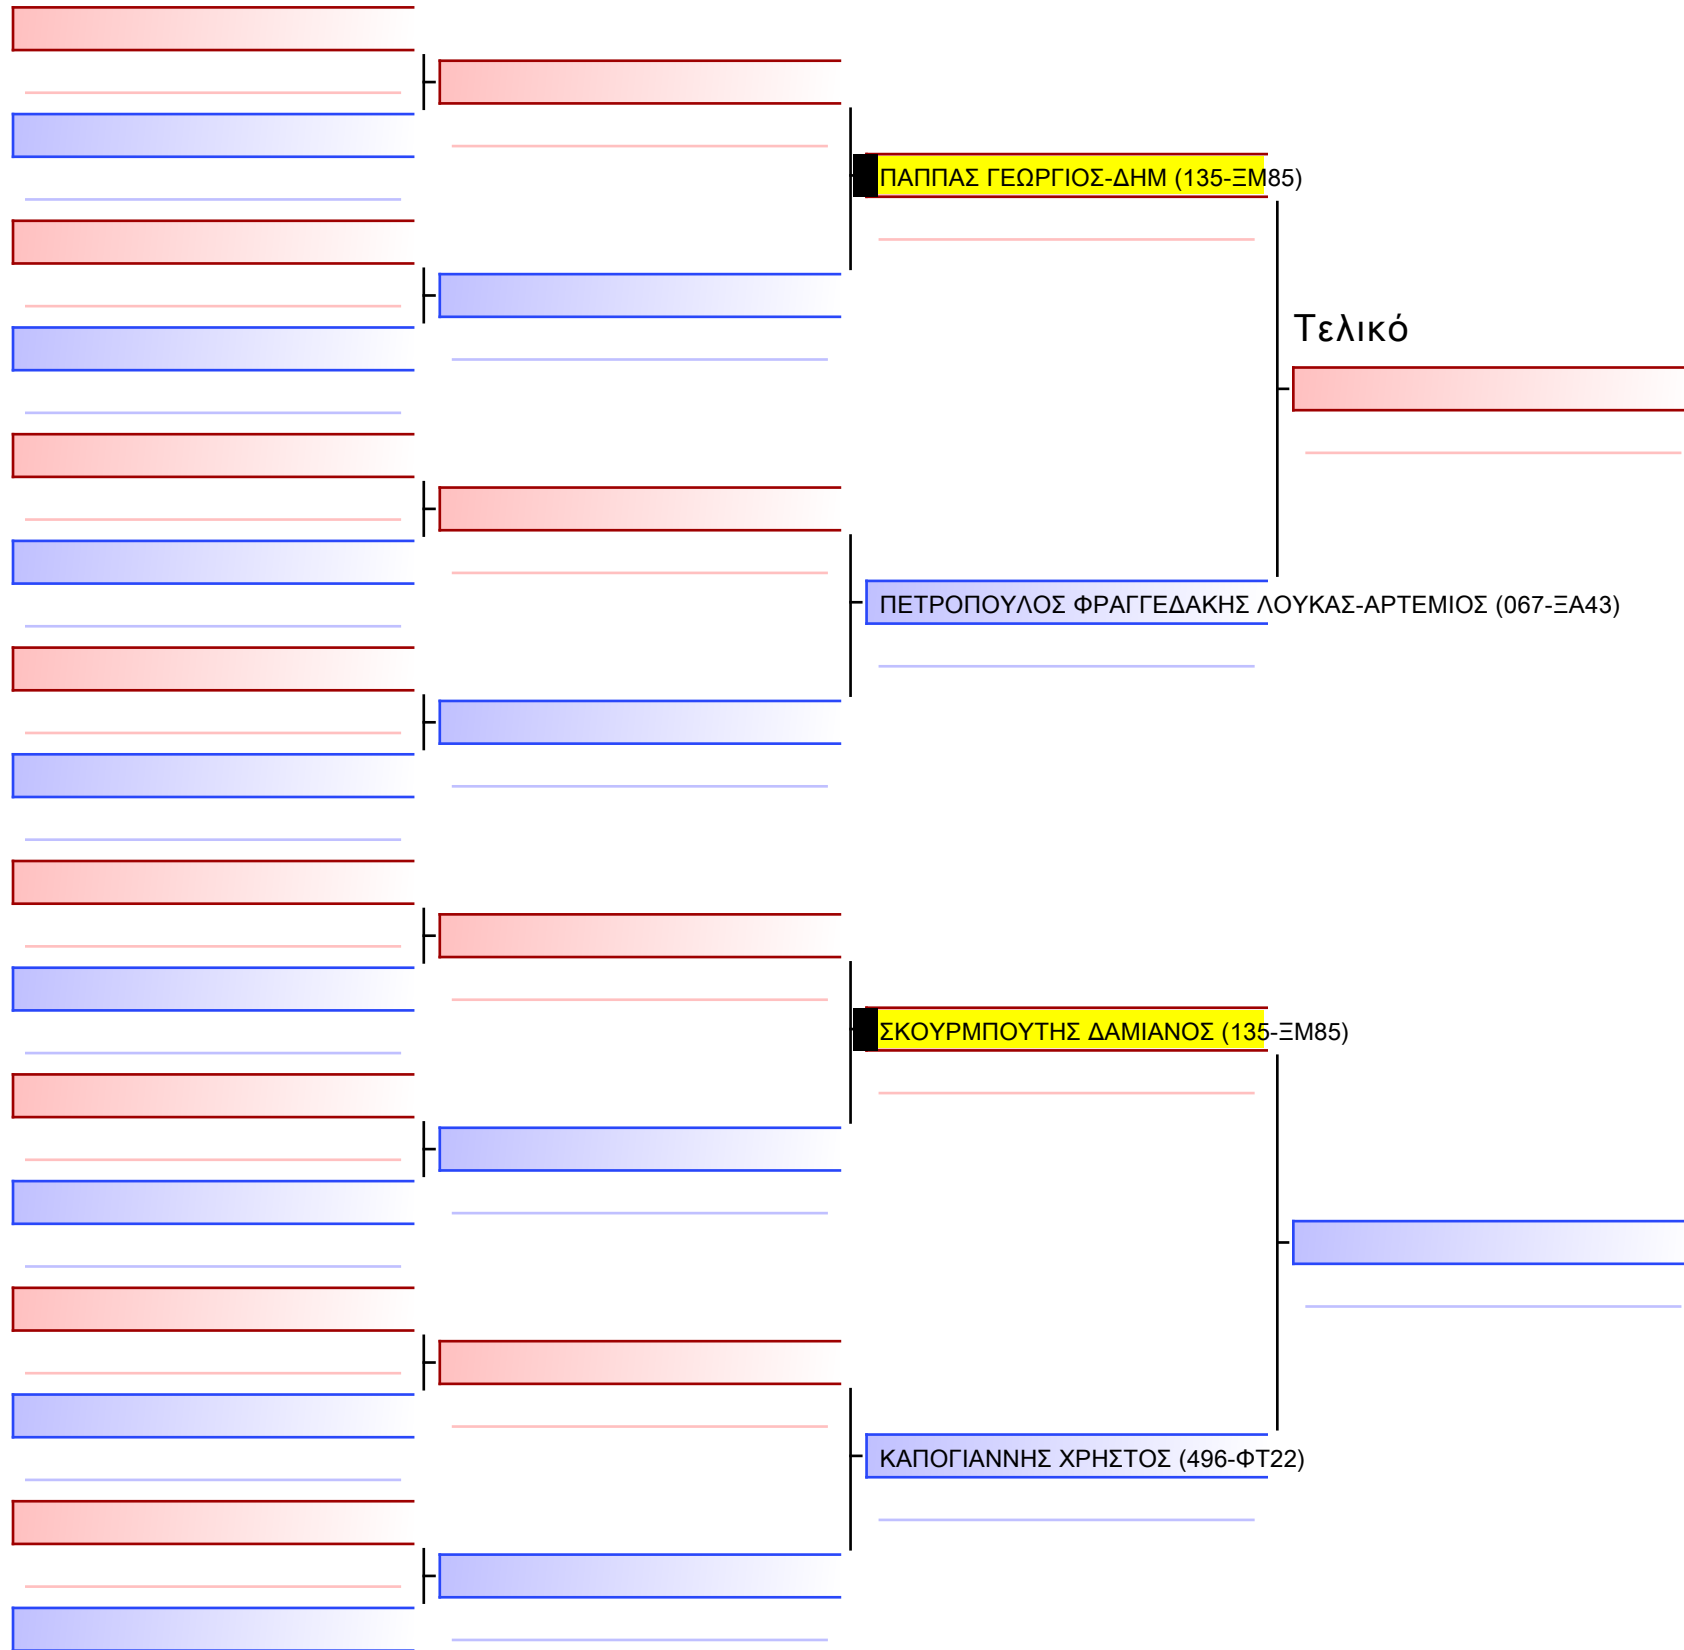 ΠΑΠΠΑΣ ΓΕΩΡΓΙΟΣ-ΔΗΜ (135-ΞΜ85)
Τελικό
ΠΕΤΡΟΠΟΥΛΟΣ ΦΡΑΓΓΕΔΑΚΗΣ ΛΟΥΚΑΣ-ΑΡΤΕΜΙΟΣ (067-ΞΑ43)
ΣΚΟΥΡΜΠΟΥΤΗΣ ΔΑΜΙΑΝΟΣ (135-ΞΜ85)
ΚΑΠΟΓΙΑΝΝΗΣ ΧΡΗΣΤΟΣ (496-ΦΤ22)